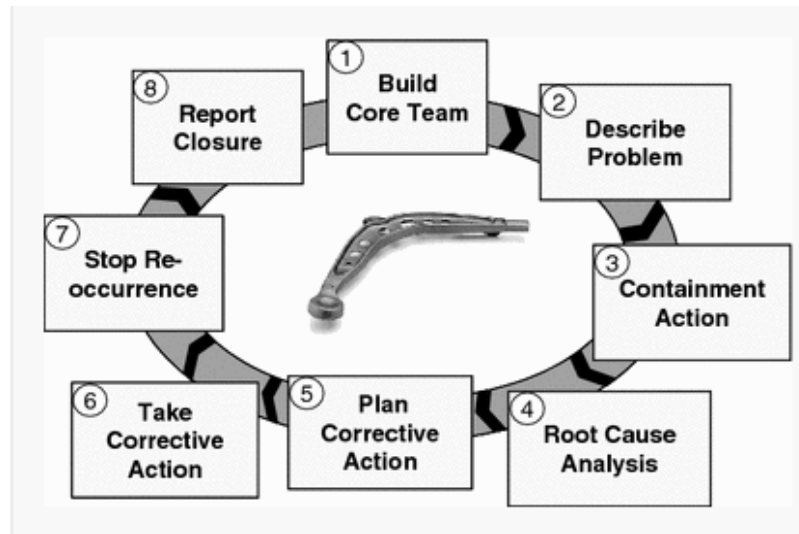 1
Build
Core Team
2
Describe
Problem
3
Containment
Action
4
Root Cause
Analysis
5
Plan
Corrective
Action
6
Take
Corrective
Action
7
Stop Re-
occurrence
8
Report
Closure